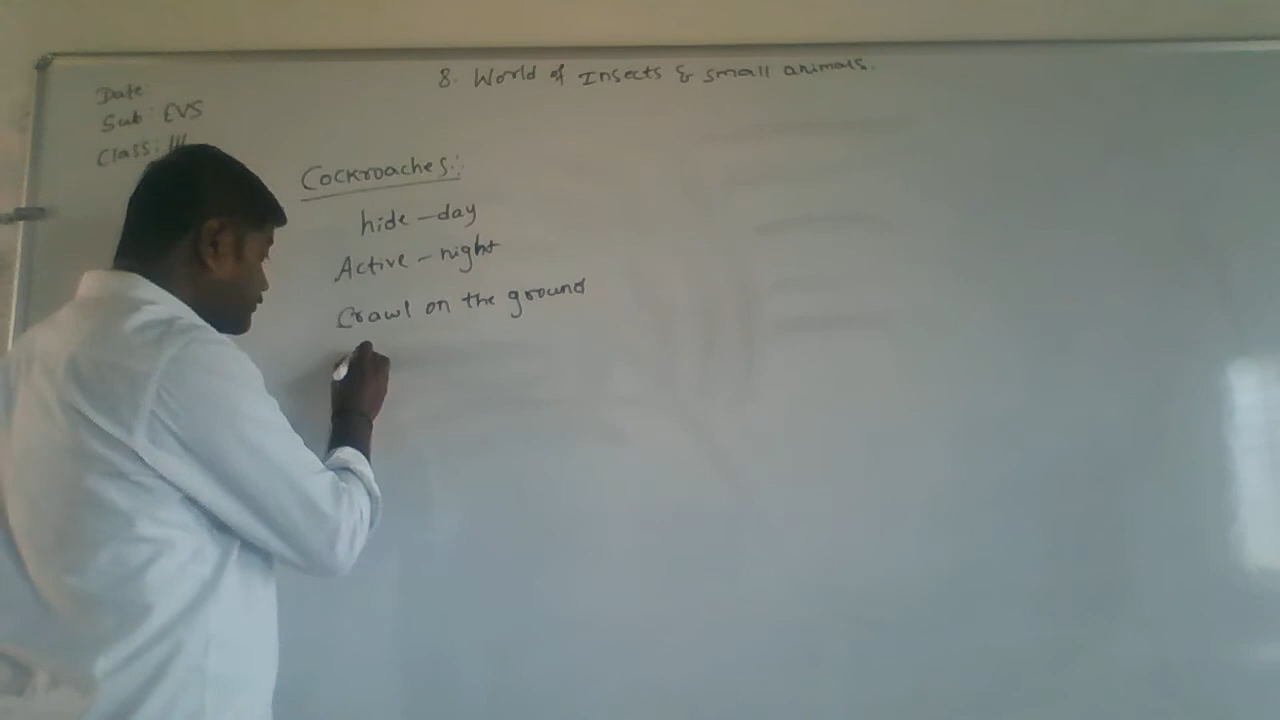 8. World of Insects & small animals.
Date
Sub: EVS
Class: III
Cockroaches:
hide - day
Active - night
Crawl on the ground